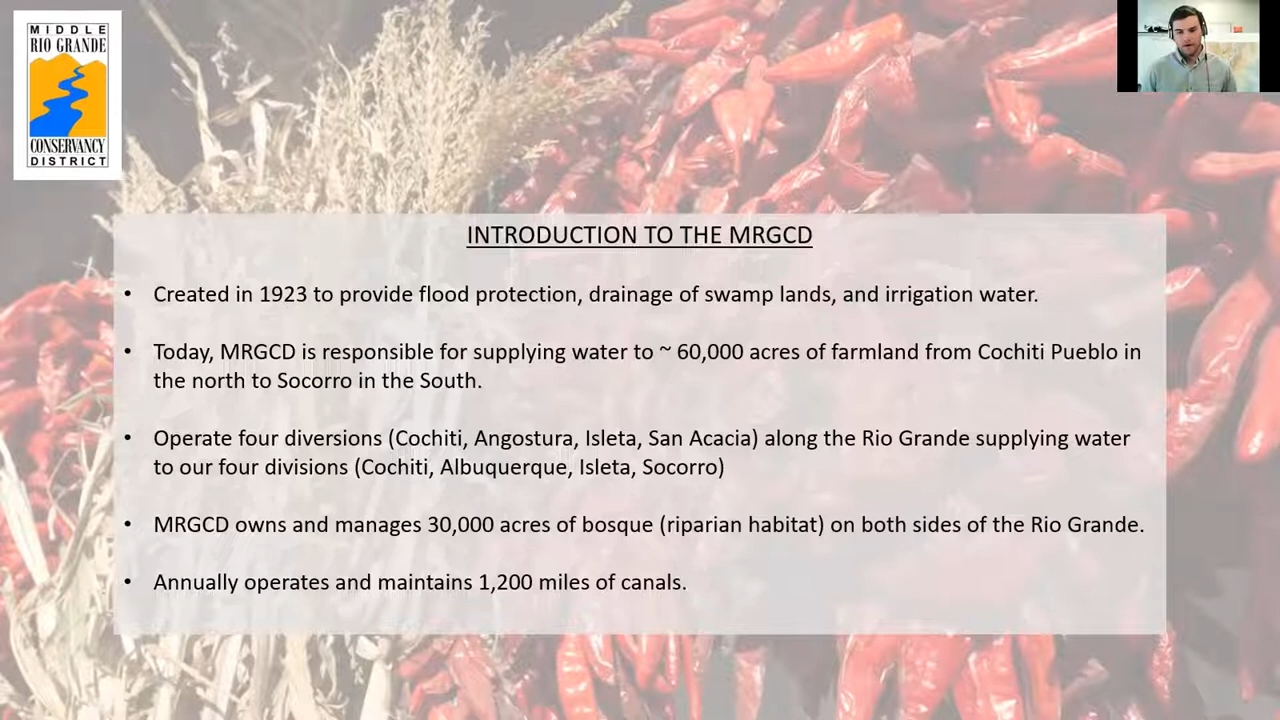 MIDDLE
RIO GRANDE
CONSERVANCY
DISTRICT
INTRODUCTION TO THE MRGCD
• Created in 1923 to provide flood protection, drainage of swamp lands, and irrigation water.
• Today, MRGCD is responsible for supplying water to ~ 60,000 acres of farmland from Cochiti Pueblo in
the north to Socorro in the South.
• Operate four diversions (Cochiti, Angostura, Isleta, San Acacia) along the Rio Grande supplying water
to our four divisions (Cochiti, Albuquerque, Isleta, Socorro)
• MRGCD owns and manages 30,000 acres of bosque (riparian habitat) on both sides of the Rio Grande.
• Annually operates and maintains 1,200 miles of canals.